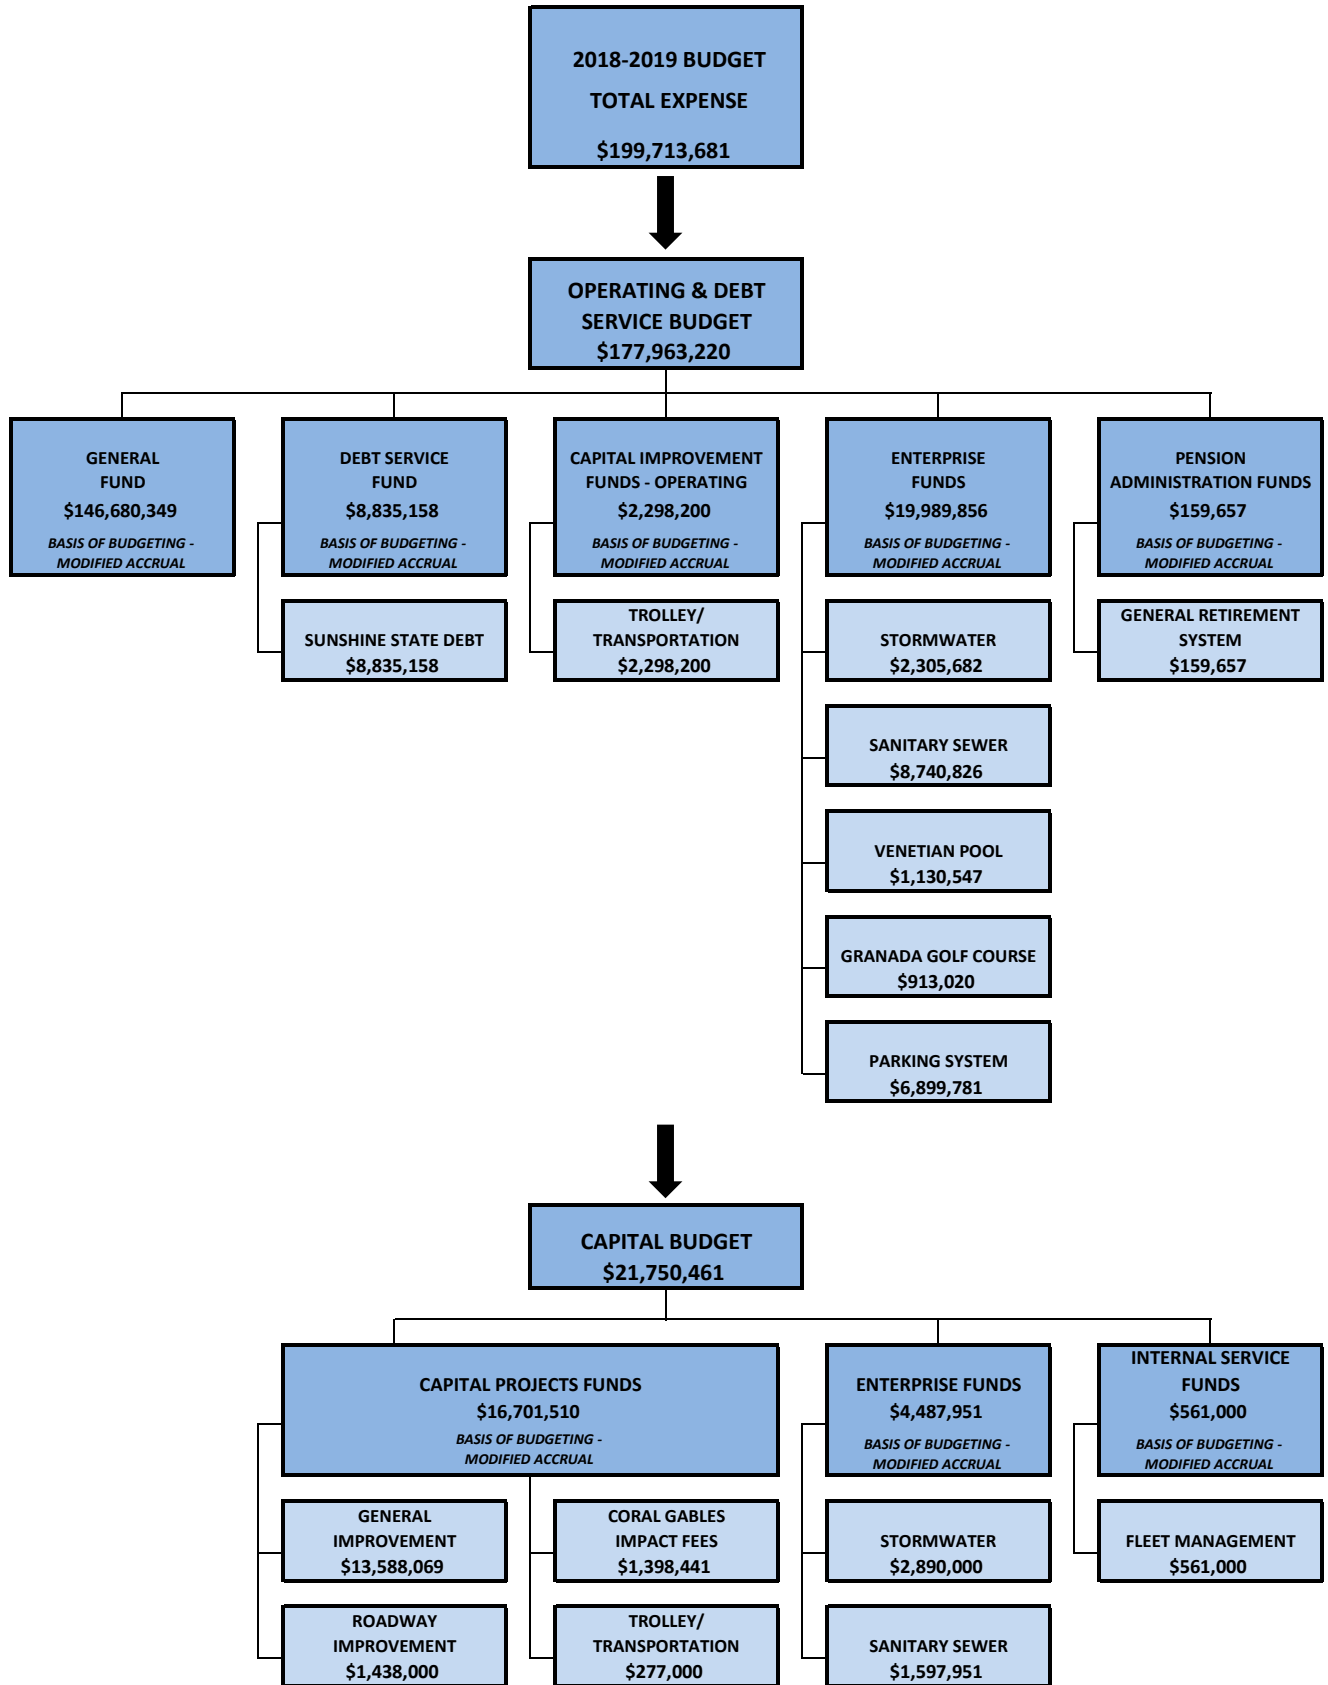 2018-2019 BUDGET
TOTAL EXPENSE
$199,713,681
OPERATING & DEBT
SERVICE BUDGET
$177,963,220
GENERAL
FUND
$146,680,349
BASIS OF BUDGETING -
MODIFIED ACCRUAL
DEBT SERVICE
FUND
$8,835,158
BASIS OF BUDGETING -
MODIFIED ACCRUAL
CAPITAL IMPROVEMENT
FUNDS - OPERATING
$2,298,200
BASIS OF BUDGETING -
MODIFIED ACCRUAL
ENTERPRISE
FUNDS
$19,989,856
BASIS OF BUDGETING -
MODIFIED ACCRUAL
PENSION
ADMINISTRATION FUNDS
$159,657
BASIS OF BUDGETING -
MODIFIED ACCRUAL
SUNSHINE STATE DEBT
$8,835,158
TROLLEY/
TRANSPORTATION
$2,298,200
STORMWATER
$2,305,682
GENERAL RETIREMENT
SYSTEM
$159,657
SANITARY SEWER
$8,740,826
VENETIAN POOL
$1,130,547
GRANADA GOLF COURSE
$913,020
PARKING SYSTEM
$6,899,781
CAPITAL BUDGET
$21,750,461
CAPITAL PROJECTS FUNDS
$16,701,510
BASIS OF BUDGETING -
MODIFIED ACCRUAL
ENTERPRISE FUNDS
$4,487,951
BASIS OF BUDGETING -
MODIFIED ACCRUAL
INTERNAL SERVICE
FUNDS
$561,000
BASIS OF BUDGETING -
MODIFIED ACCRUAL
GENERAL
IMPROVEMENT
$13,588,069
CORAL GABLES
IMPACT FEES
$1,398,441
STORMWATER
$2,890,000
FLEET MANAGEMENT
$561,000
ROADWAY
IMPROVEMENT
$1,438,000
TROLLEY/
TRANSPORTATION
$277,000
SANITARY SEWER
$1,597,951